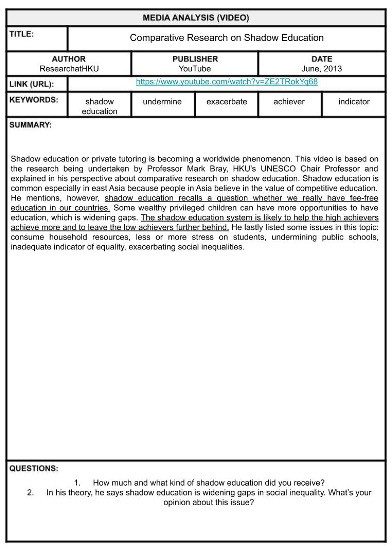 MEDIA ANALYSIS (VIDEO)
TITLE:
Comparative Research on Shadow Education
AUTHOR
ResearchatHKU
PUBLISHER
YouTube
DATE
June, 2013
LINK (URL):
https://www.youtube.com/watch?v=ZE2TRokYg68
KEYWORDS:
shadow
education
undermine
exacerbate
achiever
indicator
SUMMARY:
Shadow education or private tutoring is becoming a worldwide phenomenon. This video is based on
the research being undertaken by Professor Mark Bray, HKU's UNESCO Chair Professor and
explained in his perspective about comparative research on shadow education. Shadow education is
common especially in east Asia because people in Asia believe in the value of competitive education.
He mentions, however, shadow education recalls a question whether we really have fee-free
education in our countries. Some wealthy privileged children can have more opportunities to have
education, which is widening gaps. The shadow education system is likely to help the high achievers
achieve more and to leave the low achievers further behind. He lastly listed some issues in this topic:
consume household resources, less or more stress on students, undermining public schools,
inadequate indicator of equality, exacerbating social inequalities.
QUESTIONS:
1. How much and what kind of shadow education did you receive?
2. In his theory, he says shadow education is widening gaps in social inequality. What's your
opinion about this issue?